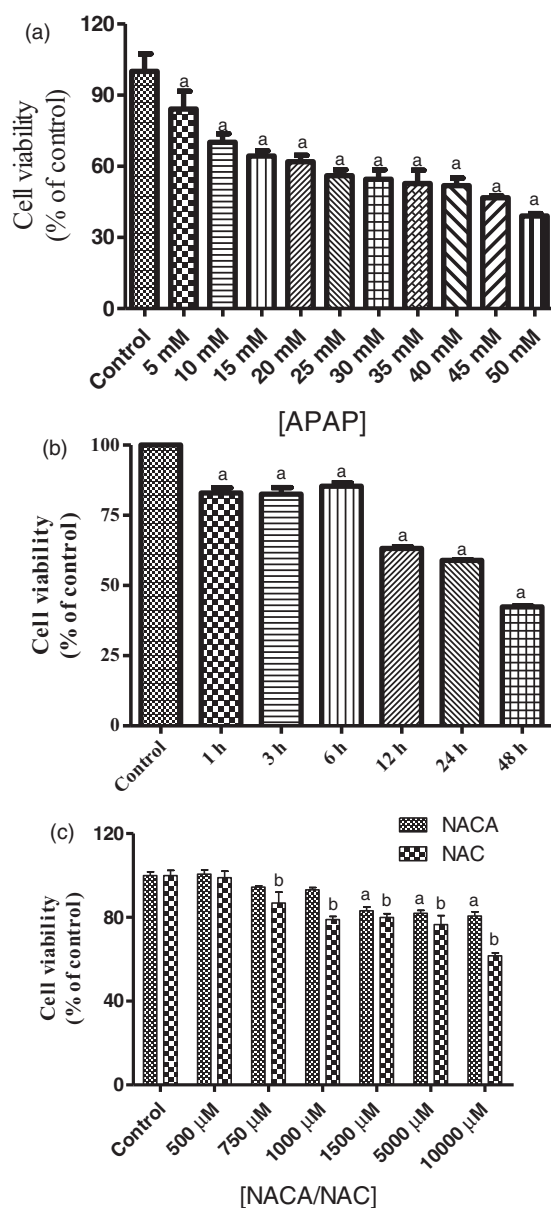 (a)
120
90
60
30
0
Cell viability
(% of control)
a
a
a
a
a
a
a
a
a
a
Control
5 mM
10 mM
15 mM
20 mM
25 mM
30 mM
35 mM
40 mM
45 mM
50 mM
[APAP]
(b)
100
75
50
25
0
Cell viability
(% of control)
a
a
a
a
a
a
Control
1 h
3 h
6 h
12 h
24 h
48 h
(c)
NACA
NAC
120
80
40
0
Cell viability
(% of control)
b
b
a
b
a
b
a
b
Control
500 μM
750 μM
1000 μM
1500 μM
5000 μM
10000 μM
[NACA/NAC]